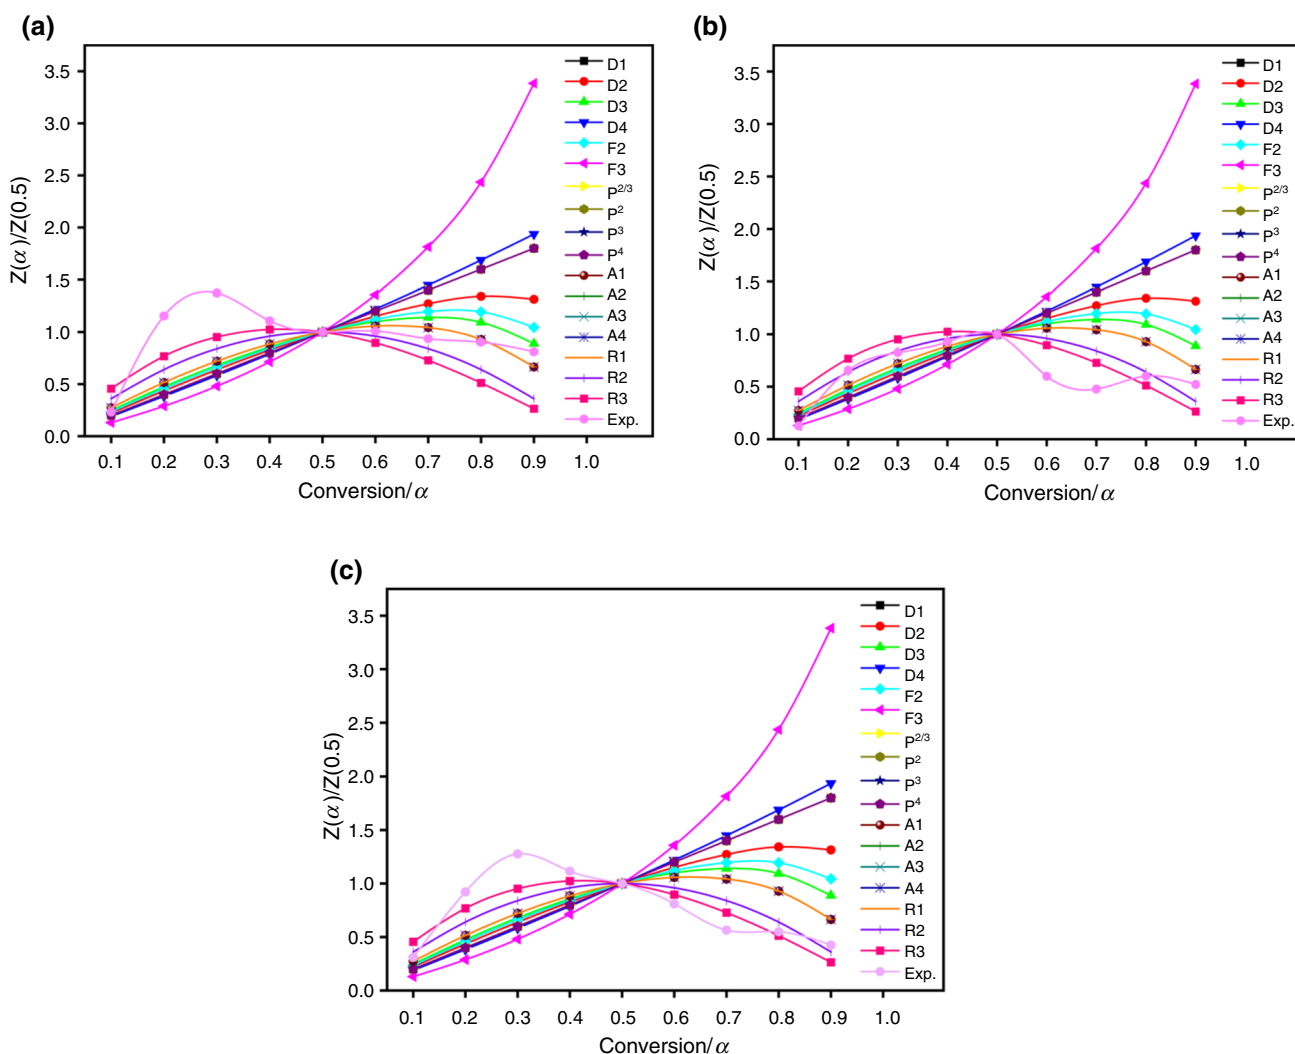 (a)
Z(α)/Z(0.5)
3.5
3.0
2.5
2.0
1.5
1.0
0.5
0.0
0.1 0.2 0.3 0.4 0.5 0.6 0.7 0.8 0.9 1.0
Conversion/α
D1
D2
D3
D4
F2
F3
P2/3
P2
P3
P4
A1
A2
A3
A4
R1
R2
R3
Exp.
(b)
Z(α)/Z(0.5)
3.5
3.0
2.5
2.0
1.5
1.0
0.5
0.0
0.1 0.2 0.3 0.4 0.5 0.6 0.7 0.8 0.9 1.0
Conversion/α
D1
D2
D3
D4
F2
F3
P2/3
P2
P3
P4
A1
A2
A3
A4
R1
R2
R3
Exp.
(c)
Z(α)/Z(0.5)
3.5
3.0
2.5
2.0
1.5
1.0
0.5
0.0
0.1 0.2 0.3 0.4 0.5 0.6 0.7 0.8 0.9 1.0
Conversion/α
D1
D2
D3
D4
F2
F3
P2/3
P2
P3
P4
A1
A2
A3
A4
R1
R2
R3
Exp.